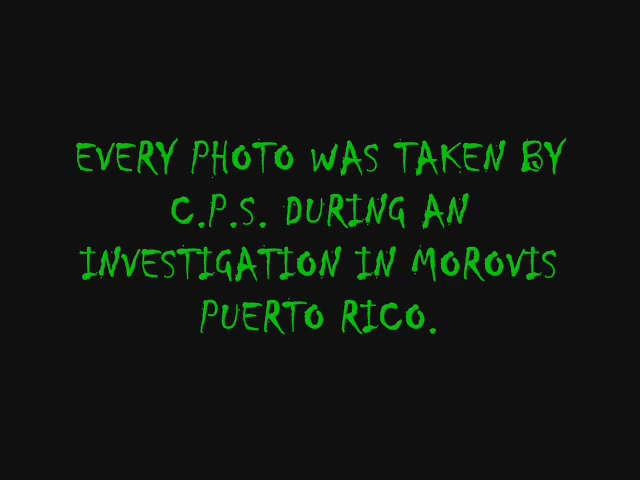 EVERY PHOTO WAS TAKEN BY
C.P.S. DURING AN
INVESTIGATION IN MOROVIS
PUERTO RICO.